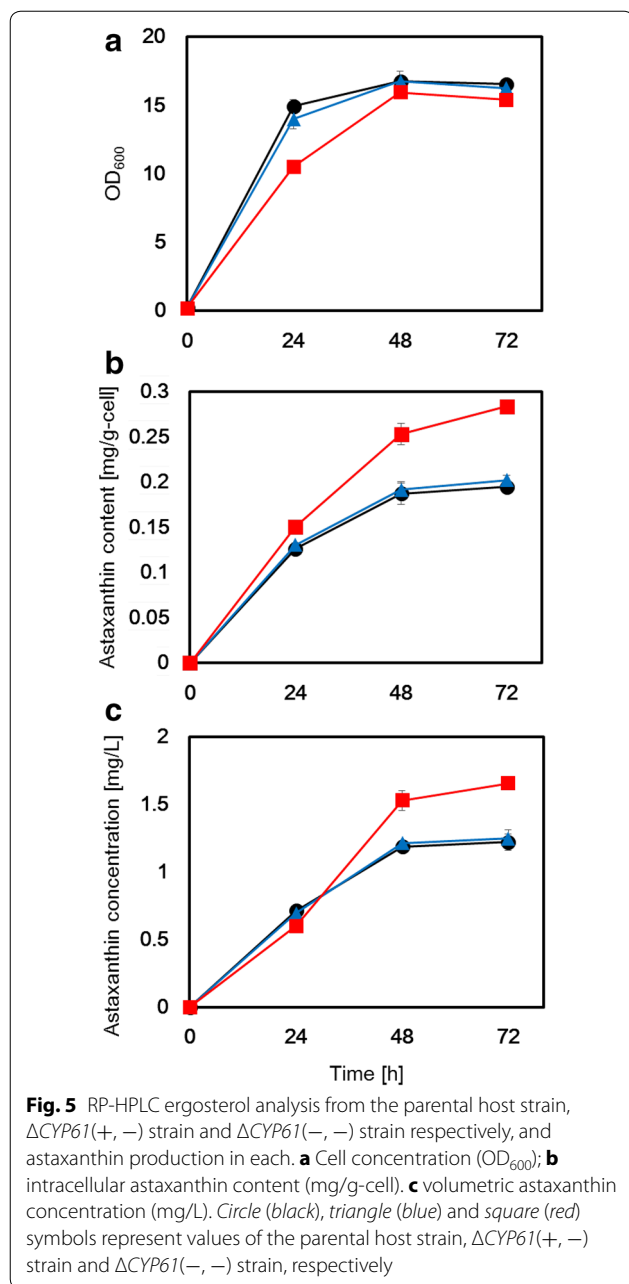 a
20
15
10
5
0
OD₆₀₀
0 24 48 72
b
0.3
0.25
0.2
0.15
0.1
0.05
0
Astaxanthin content [mg/g-cell]
0 24 48 72
c
2
1.5
1
0.5
0
Astaxanthin concentration [mg/L]
0 24 48 72
Time [h]
Fig. 5 RP-HPLC ergosterol analysis from the parental host strain,
ΔCYP61(+, −) strain and ΔCYP61(−, −) strain respectively, and
astaxanthin production in each. a Cell concentration (OD₆₀₀); b
intracellular astaxanthin content (mg/g-cell). c volumetric astaxanthin
concentration (mg/L). Circle (black), triangle (blue) and square (red)
symbols represent values of the parental host strain, ΔCYP61(+, −)
strain and ΔCYP61(−, −) strain, respectively